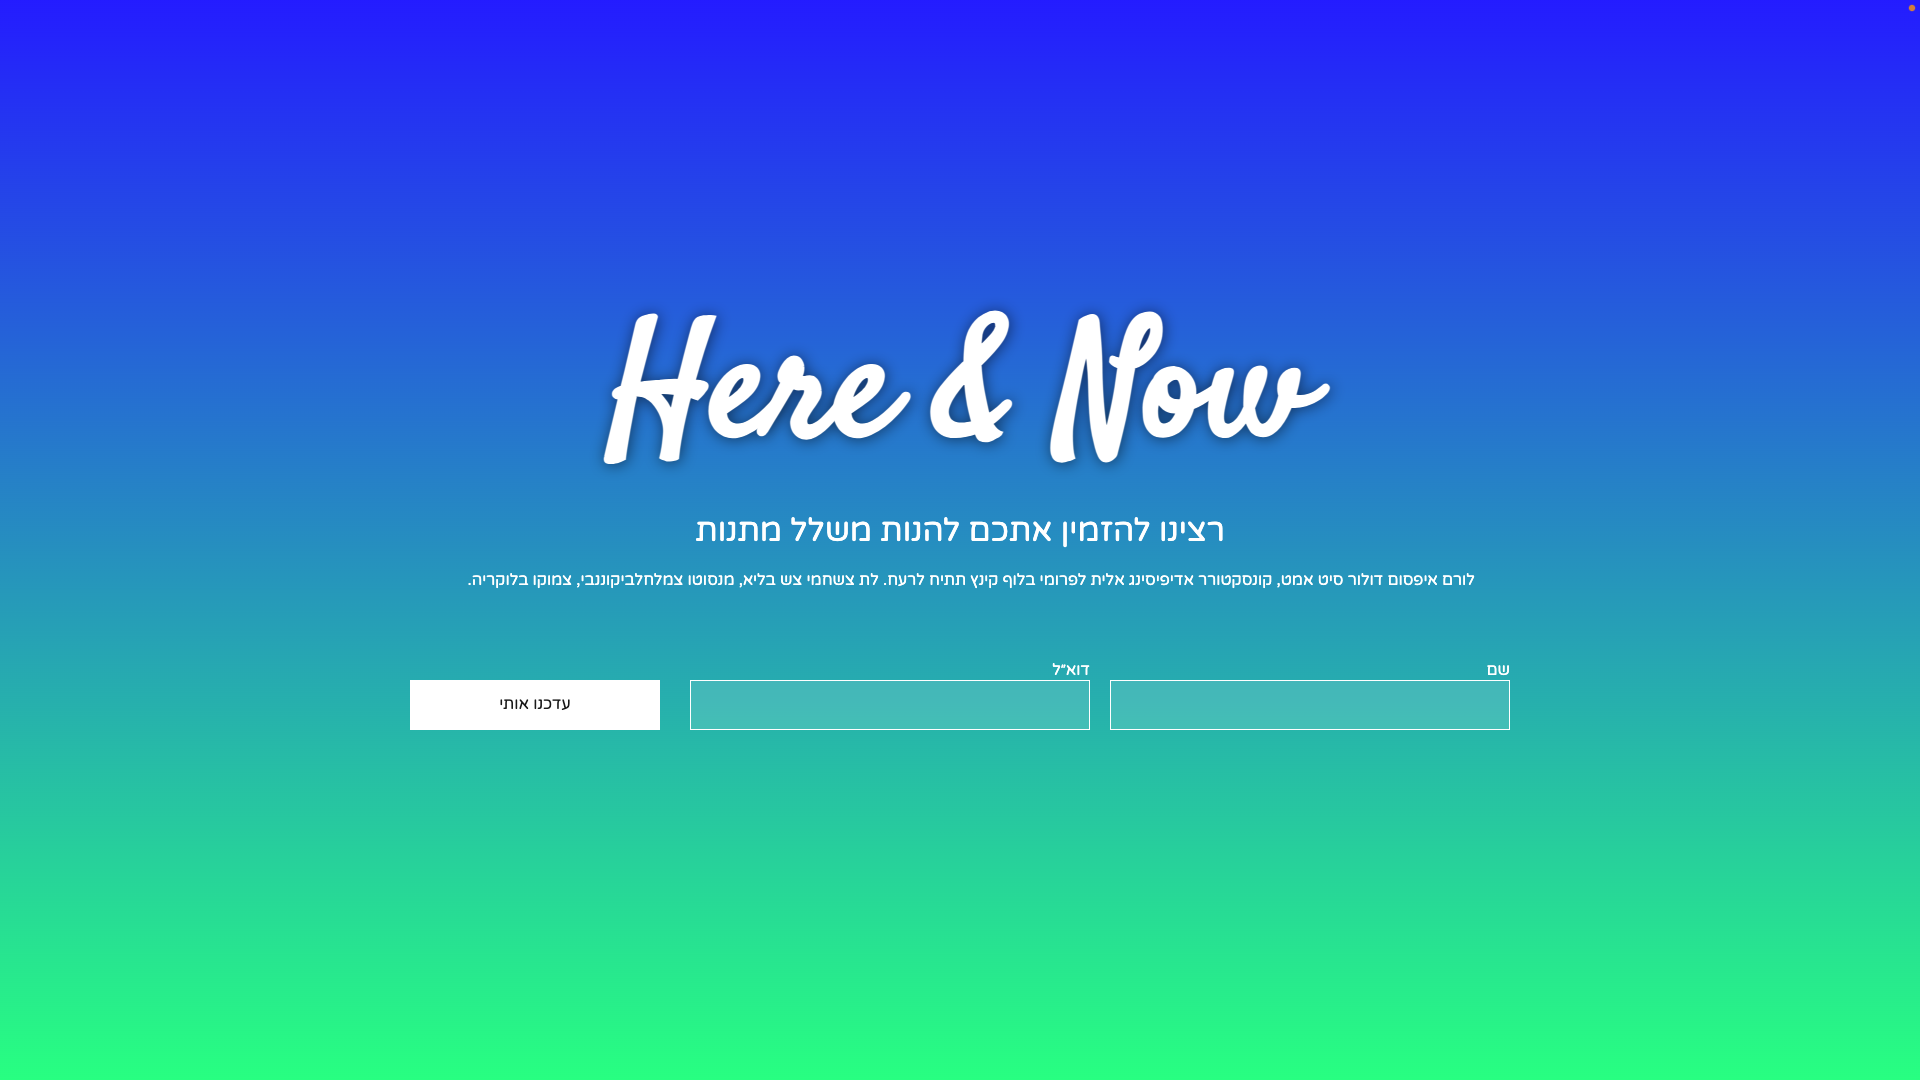 Here & Now
רצינו להזמין אתכם להנות משלל מתנות
לורם איפסום דולור סיט אמט, קונסקטורר אדיפיסינג אלית לפרומי בלוף קינץ תתיח לרעח. לת צשחמי צש בליא, מנסוטו צמלחלביקוננבי, צמוקו בלוקריה.
שם
דוא״ל
עדכנו אותי